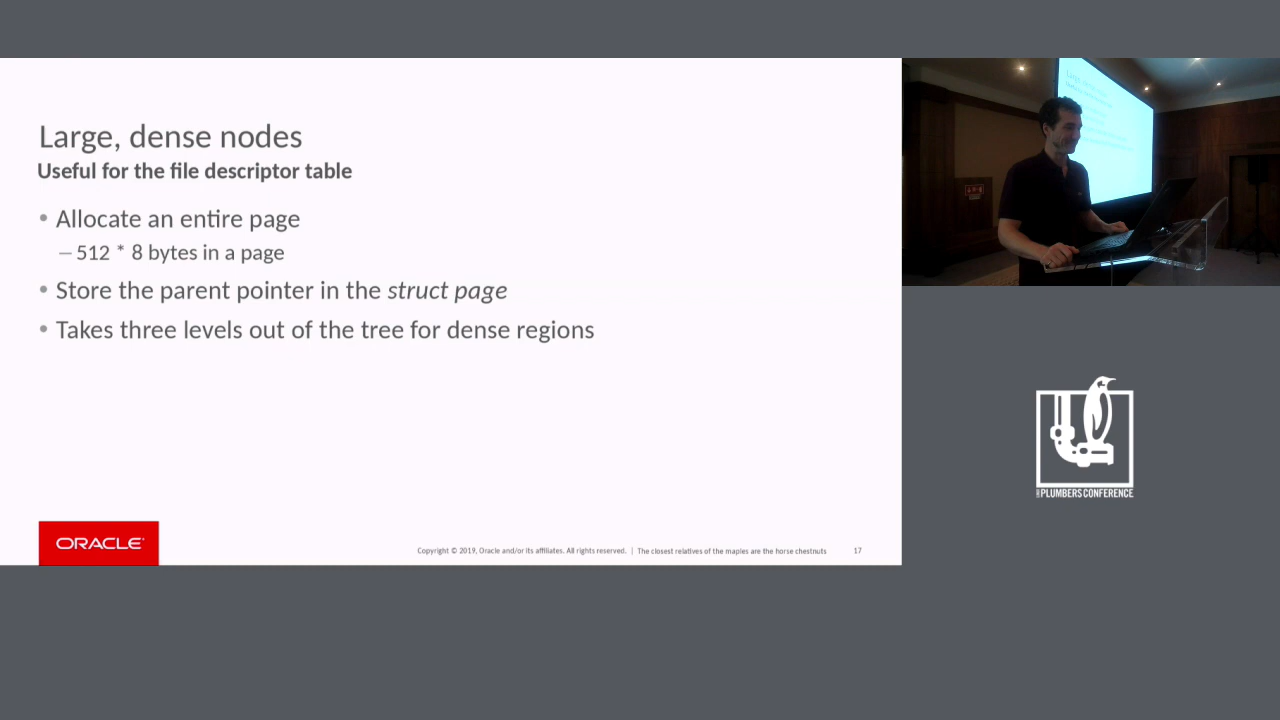 Large, dense nodes
Useful for the file descriptor table
• Allocate an entire page
– 512 * 8 bytes in a page
• Store the parent pointer in the struct page
• Takes three levels out of the tree for dense regions
ORACLE
Copyright © 2019, Oracle and/or its affiliates. All rights reserved. | The closest relatives of the maples are the horse chestnuts 17
PLUMBERS CONFERENCE